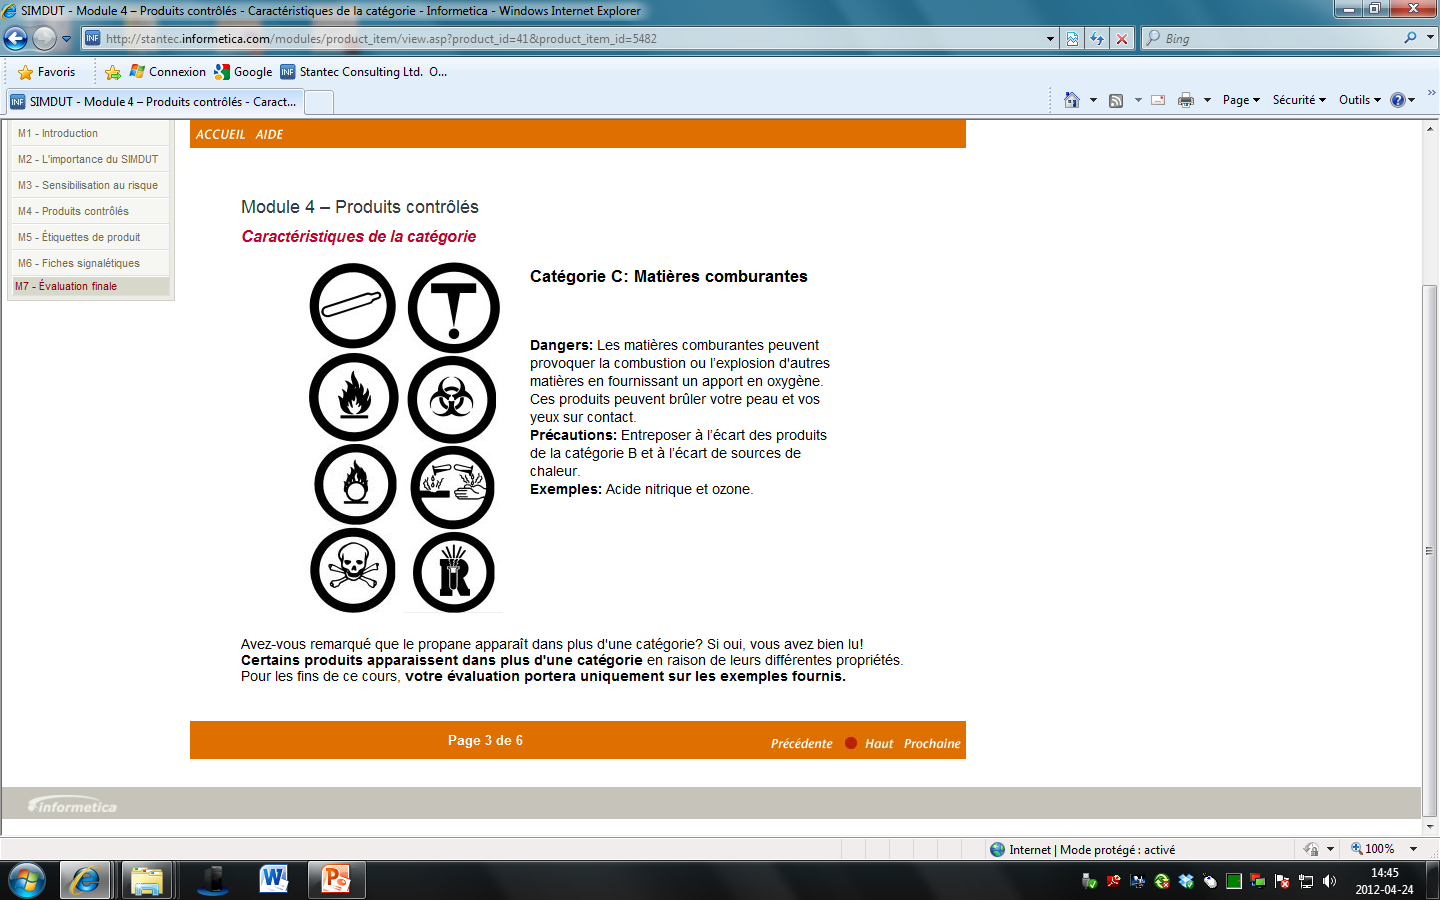 SIMDUT - Module 4 – Produits contrôlés - Caractéristiques de la catégorie - Informetica - Windows Internet Explorer
INF http://stantec.informetica.com/modules/product_item/view.asp?product_id=41&product_item_id=5482
Bing
Favoris
Connexion
Google
INF Stantec Consulting Ltd. O...
INF SIMDUT - Module 4 – Produits contrôlés - Caract...
Page
Sécurité
Outils
M1 - Introduction
M2 - L'importance du SIMDUT
M3 - Sensibilisation au risque
M4 - Produits contrôlés
M5 - Étiquettes de produit
M6 - Fiches signalétiques
M7 - Évaluation finale
ACCUEIL AIDE
Module 4 – Produits contrôlés
Caractéristiques de la catégorie
R
Catégorie C: Matières comburantes
Dangers: Les matières comburantes peuvent
provoquer la combustion ou l’explosion d'autres
matières en fournissant un apport en oxygène.
Ces produits peuvent brûler votre peau et vos
yeux sur contact.
Précautions: Entreposer à l’écart des produits
de la catégorie B et à l’écart de sources de
chaleur.
Exemples: Acide nitrique et ozone.
Avez-vous remarqué que le propane apparaît dans plus d'une catégorie? Si oui, vous avez bien lu!
Certains produits apparaissent dans plus d'une catégorie en raison de leurs différentes propriétés.
Pour les fins de ce cours, votre évaluation portera uniquement sur les exemples fournis.
Page 3 de 6
Précédente Haut Prochaine
informetica
Internet | Mode protégé : activé
100%
14:45
2012-04-24